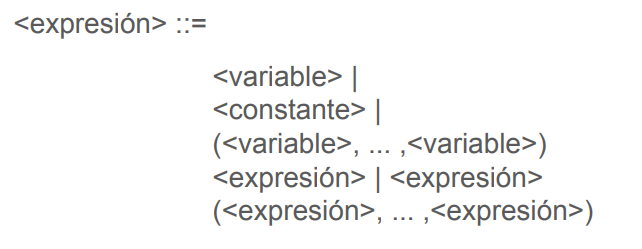 <expresión> ::=
<variable> |
<constante> |
(<variable>, ... ,<variable>)
<expresión> | <expresión>
(<expresión>, ... ,<expresión>)